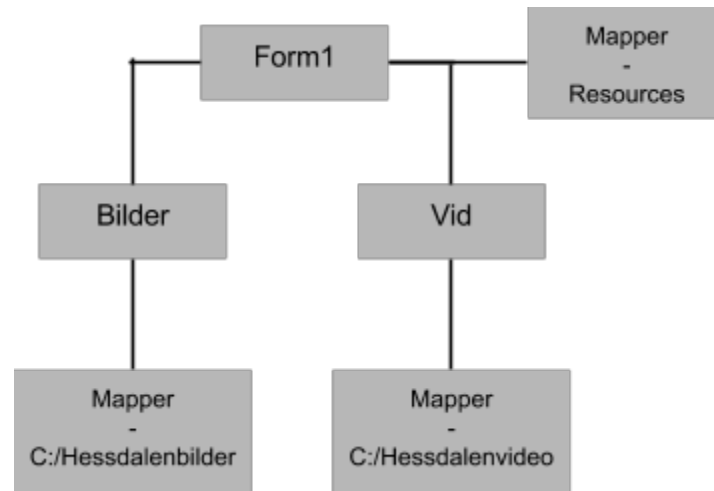 Form1
Mapper
-
Resources
Bilder
Vid
Mapper
-
C:/Hessdalenbilder
Mapper
-
C:/Hessdalenvideo